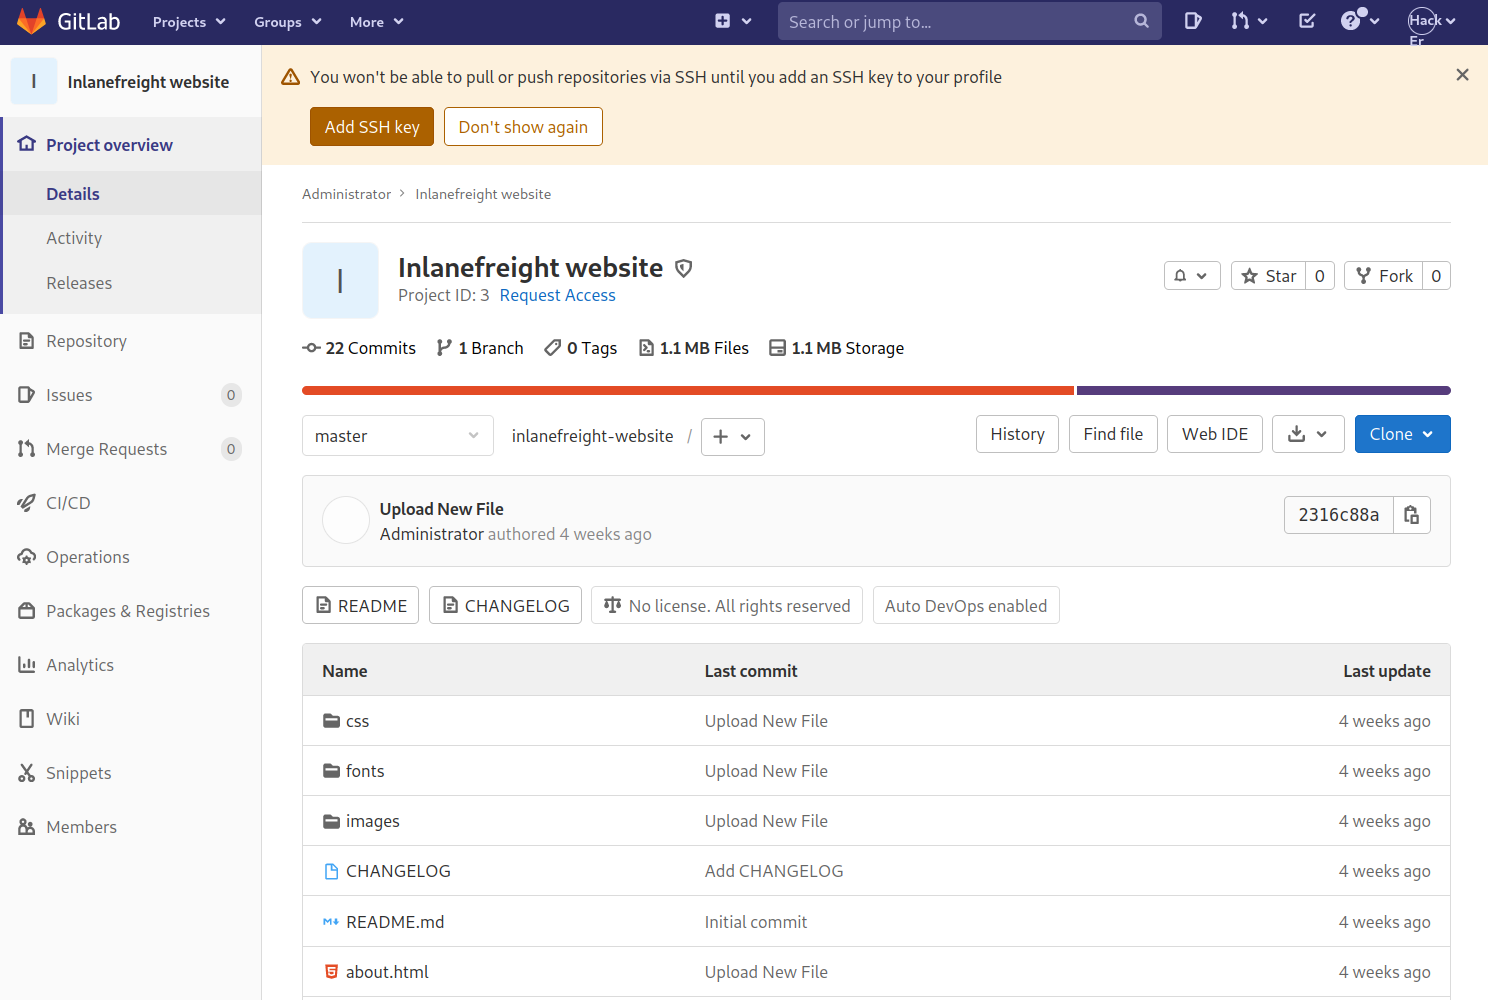 GitLab Projects Groups More Search or jump to... Hack Er
I Inlanefreight website
Project overview
Details
Activity
Releases
Repository
Issues 0
Merge Requests 0
CI/CD
Operations
Packages & Registries
Analytics
Wiki
Snippets
Members
You won't be able to pull or push repositories via SSH until you add an SSH key to your profile
Add SSH key Don't show again
Administrator > Inlanefreight website
I
Inlanefreight website
Project ID: 3 Request Access
Star 0 Fork 0
22 Commits 1 Branch 0 Tags 1.1 MB Files 1.1 MB Storage
master inlanefreight-website / + History Find file Web IDE Clone
Upload New File
Administrator authored 4 weeks ago
2316c88a
README CHANGELOG No license. All rights reserved Auto DevOps enabled
Name Last commit Last update
css Upload New File 4 weeks ago
fonts Upload New File 4 weeks ago
images Upload New File 4 weeks ago
CHANGELOG Add CHANGELOG 4 weeks ago
README.md Initial commit 4 weeks ago
about.html Upload New File 4 weeks ago